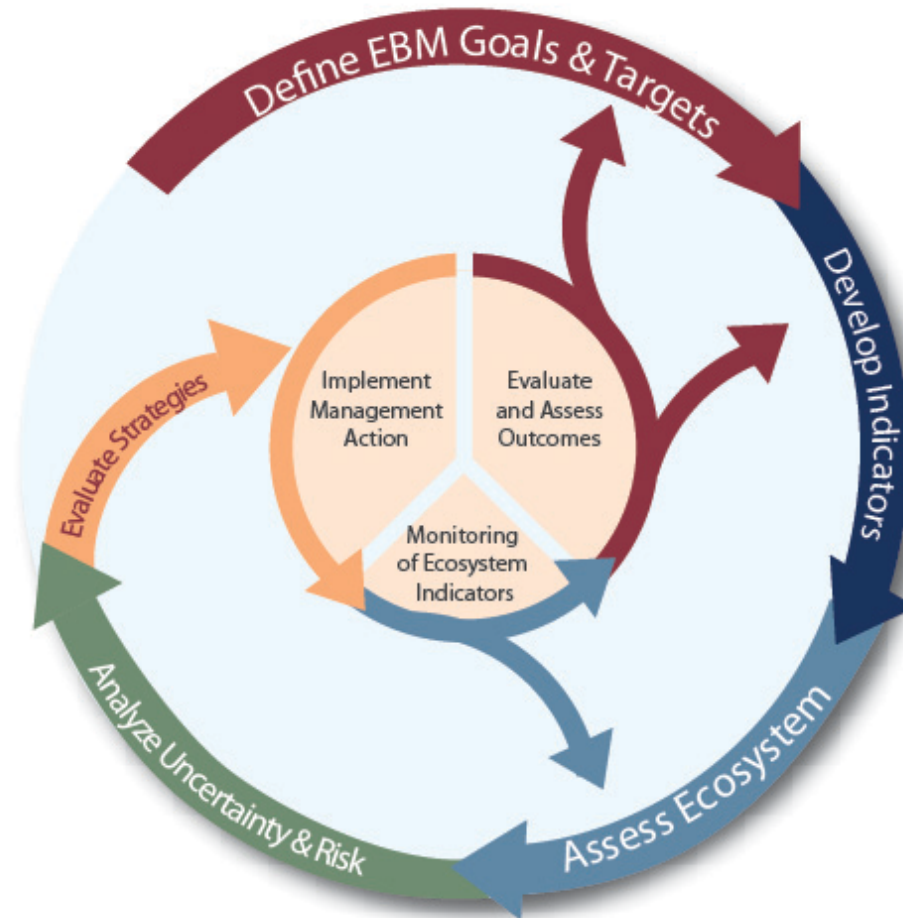 Define EBM Goals & Targets
Develop Indicators
Assess Ecosystem
Analyze Uncertainty & Risk
Evaluate Strategies
Implement
Management
Action
Evaluate
and Assess
Outcomes
Monitoring
of Ecosystem
Indicators